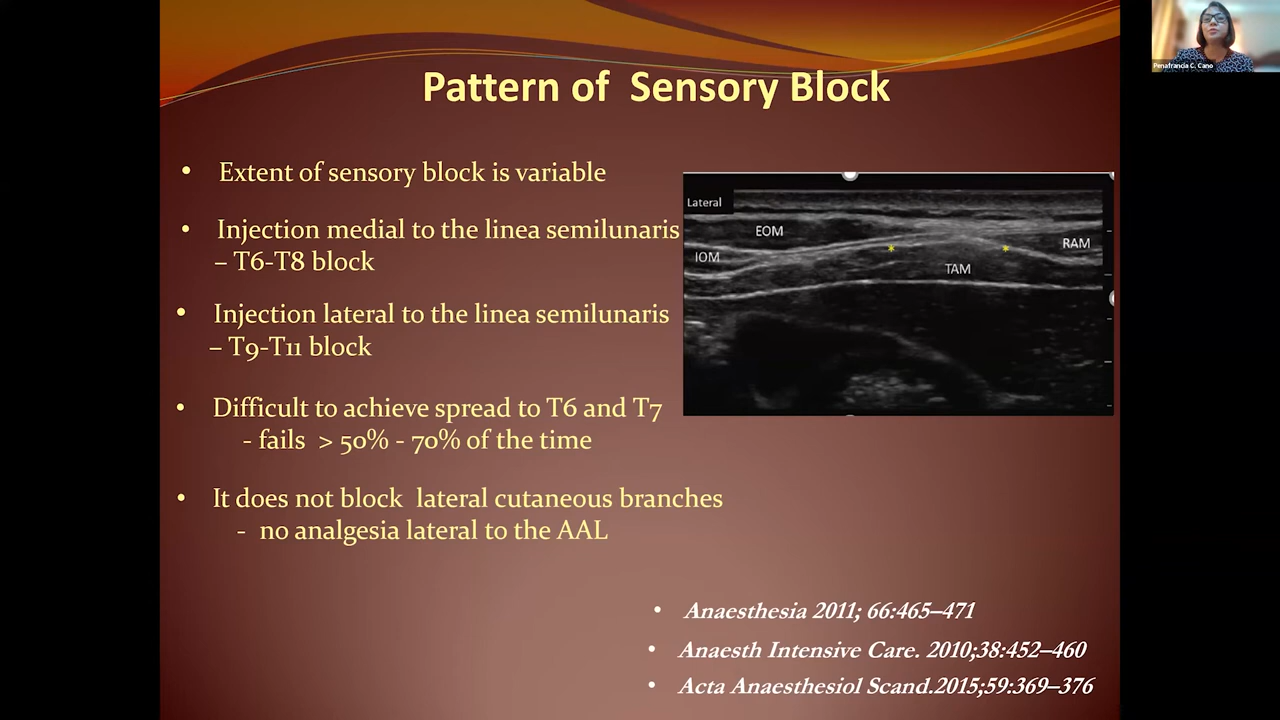 Pattern of Sensory Block
• Extent of sensory block is variable
• Injection medial to the linea semilunaris
– T6-T8 block
• Injection lateral to the linea semilunaris
– T9-T11 block
• Difficult to achieve spread to T6 and T7
- fails > 50% - 70% of the time
• It does not block lateral cutaneous branches
- no analgesia lateral to the AAL
Lateral
EOM
IOM
TAM
RAM
• Anaesthesia 2011; 66:465–471
• Anaesth Intensive Care. 2010;38:452–460
• Acta Anaesthesiol Scand.2015;59:369–376
Penafrancia C. Cano